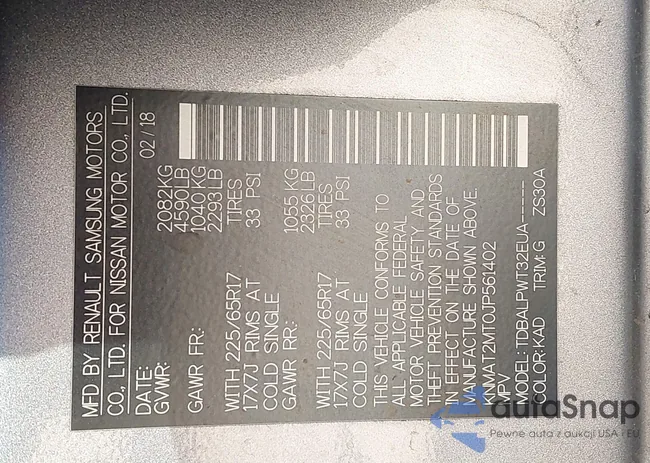 MFD BY RENAULT SAMSUNG MOTORS
CO., LTD. FOR NISSAN MOTOR CO., LTD.
DATE: 02/18
GVWR: 2082KG
4590LB
GAWR FR: 1040KG
2293LB
WITH 225/65R17 TIRES
17X7J RIMS AT 33 PSI
COLD SINGLE
GAWR RR: 1055KG
2326LB
WITH 225/65R17 TIRES
17X7J RIMS AT 33 PSI
COLD SINGLE
THIS VEHICLE CONFORMS TO
ALL APPLICABLE FEDERAL
MOTOR VEHICLE SAFETY AND
THEFT PREVENTION STANDARDS
IN EFFECT ON THE DATE OF
MANUFACTURE SHOWN ABOVE.
KNMAT2MT0JP561402
MPV
MODEL: TDBALPWT32EUA-----
COLOR: KAD TRIM: G ZS30A
autaSnap
Pewne auta z aukcji USA i EU